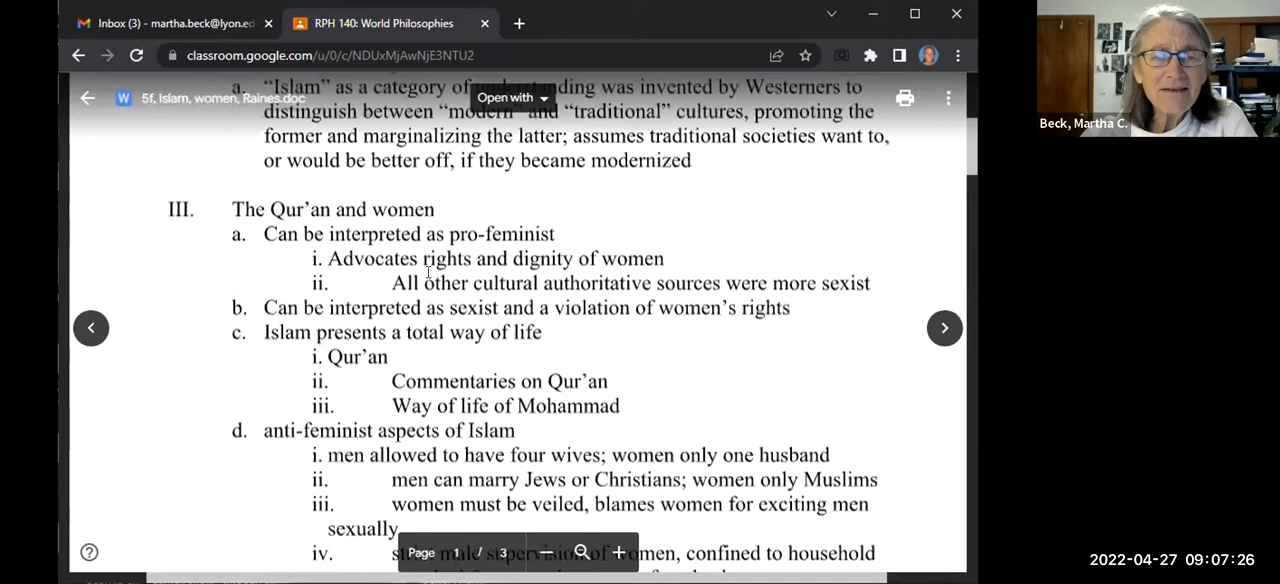 Inbox (3) - martha.beck@lyon.ed
RPH 140: World Philosophies
classroom.google.com/u/0/c/NDUxMjAwNjE3NTU2
a. "Islam" as a category of understanding was invented by Westerners to
5f, Islam, women, Raines.doc
Open with
distinguish between "modern" and "traditional" cultures, promoting the
former and marginalizing the latter; assumes traditional societies want to,
or would be better off, if they became modernized
III. The Qur'an and women
a. Can be interpreted as pro-feminist
i. Advocates rights and dignity of women
ii. All other cultural authoritative sources were more sexist
b. Can be interpreted as sexist and a violation of women's rights
c. Islam presents a total way of life
i. Qur'an
ii. Commentaries on Qur'an
iii. Way of life of Mohammad
d. anti-feminist aspects of Islam
i. men allowed to have four wives; women only one husband
ii. men can marry Jews or Christians; women only Muslims
iii. women must be veiled, blames women for exciting men
sexually
iv. male supervision of women, confined to household
Page 1 / 3
Beck, Martha C.
2022-04-27 09:07:26